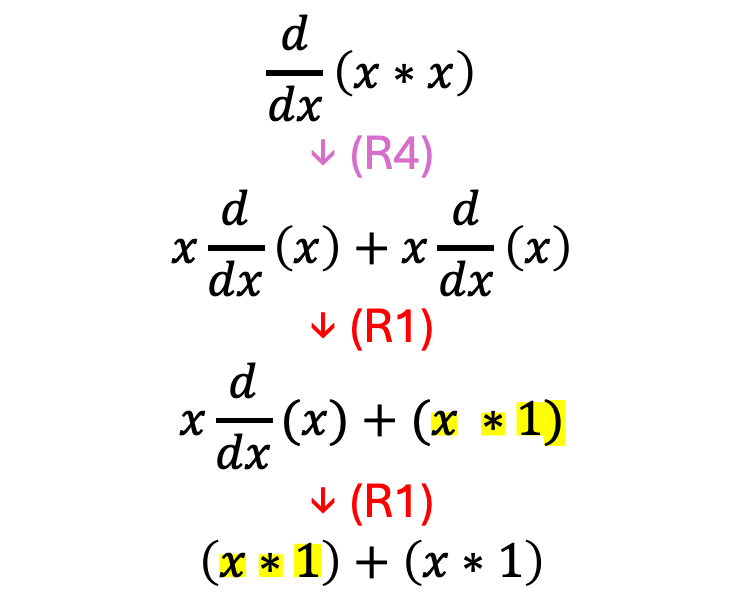 d/dx (x * x)
↓ (R4)
x d/dx (x) + x d/dx (x)
↓ (R1)
x d/dx (x) + (x * 1)
↓ (R1)
(x * 1) + (x * 1)